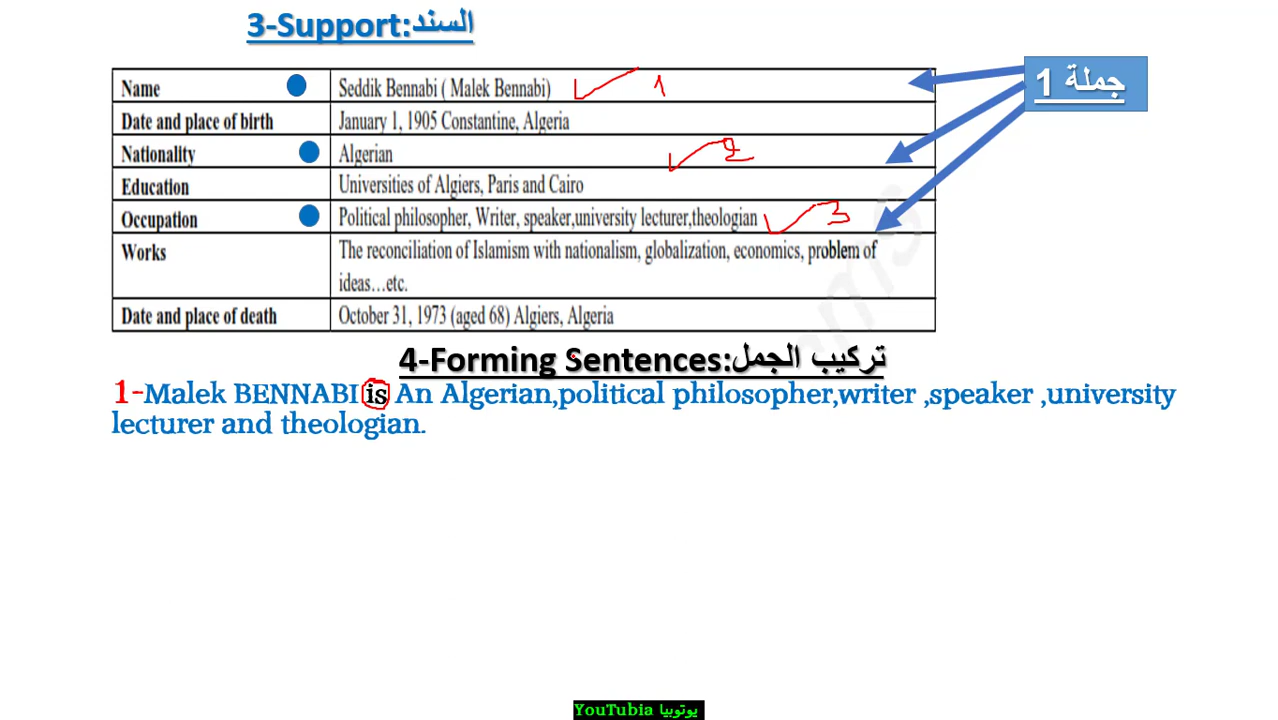 3-Support:السند
Name Seddik Bennabi ( Malek Bennabi) 1
جملة 1
Date and place of birth January 1, 1905 Constantine, Algeria
Nationality Algerian 2
Education Universities of Algiers, Paris and Cairo
Occupation Political philosopher, Writer, speaker,university lecturer,theologian 3
Works The reconciliation of Islamism with nationalism, globalization, economics, problem of
ideas…etc.
Date and place of death October 31, 1973 (aged 68) Algiers, Algeria
4-Forming Sentences:تركيب الجمل
1-Malek BENNABI is An Algerian,political philosopher,writer ,speaker ,university
lecturer and theologian.
YouTubia يوتوبيا